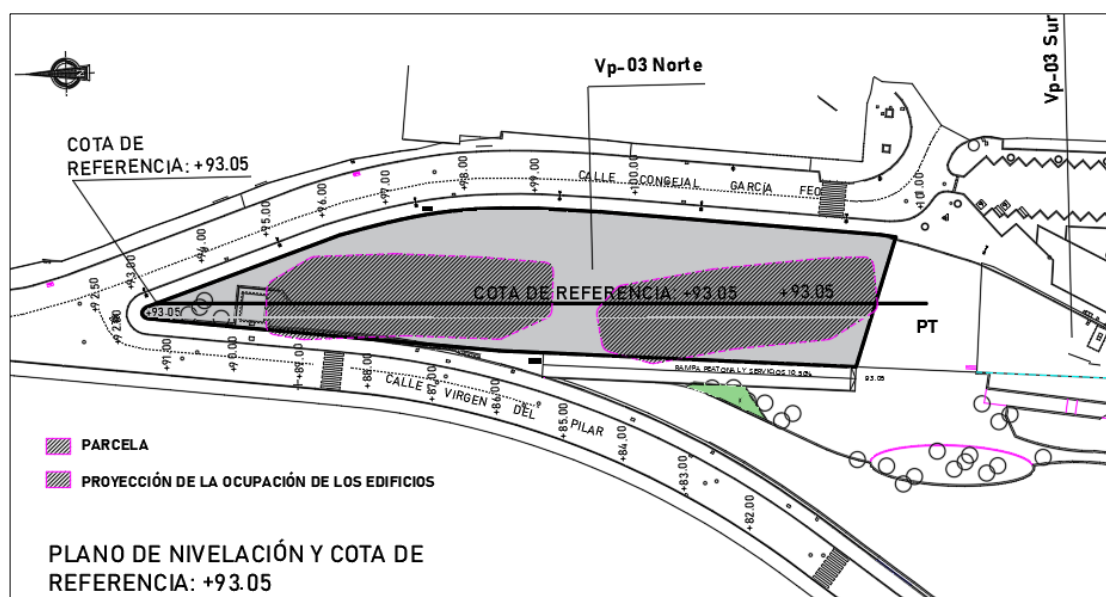 Vp-03 Norte
Vp-03 Sur
COTA DE
REFERENCIA: +93.05
CALLE CONCEJAL GARCÍA FEO
+92.50
+93.00
+94.00
+95.00
+96.00
+97.00
+98.00
+99.00
+100.00
+101.00
COTA DE REFERENCIA: +93.05
+93.05
+93.05
PT
RAMPA PEATONAL Y SERVICIOS 10.30%
93.05
+91.00
+90.00
+89.00
+88.00
+87.00
+86.00
+85.00
+84.00
+83.00
+82.00
CALLE VIRGEN DEL PILAR
PARCELA
PROYECCIÓN DE LA OCUPACIÓN DE LOS EDIFICIOS
PLANO DE NIVELACIÓN Y COTA DE
REFERENCIA: +93.05